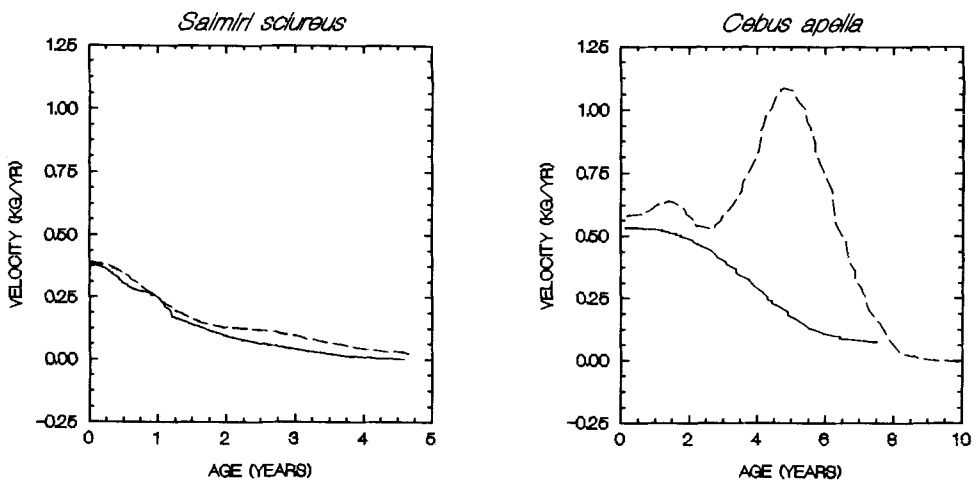 Saimiri sciureus
1.25
1.00
0.75
0.50
0.25
0.00
-0.25
VELOCITY (KG/YR)
0 1 2 3 4 5
AGE (YEARS)
Cebus apella
1.25
1.00
0.75
0.50
0.25
0.00
-0.25
VELOCITY (KG/YR)
0 2 4 6 8 10
AGE (YEARS)